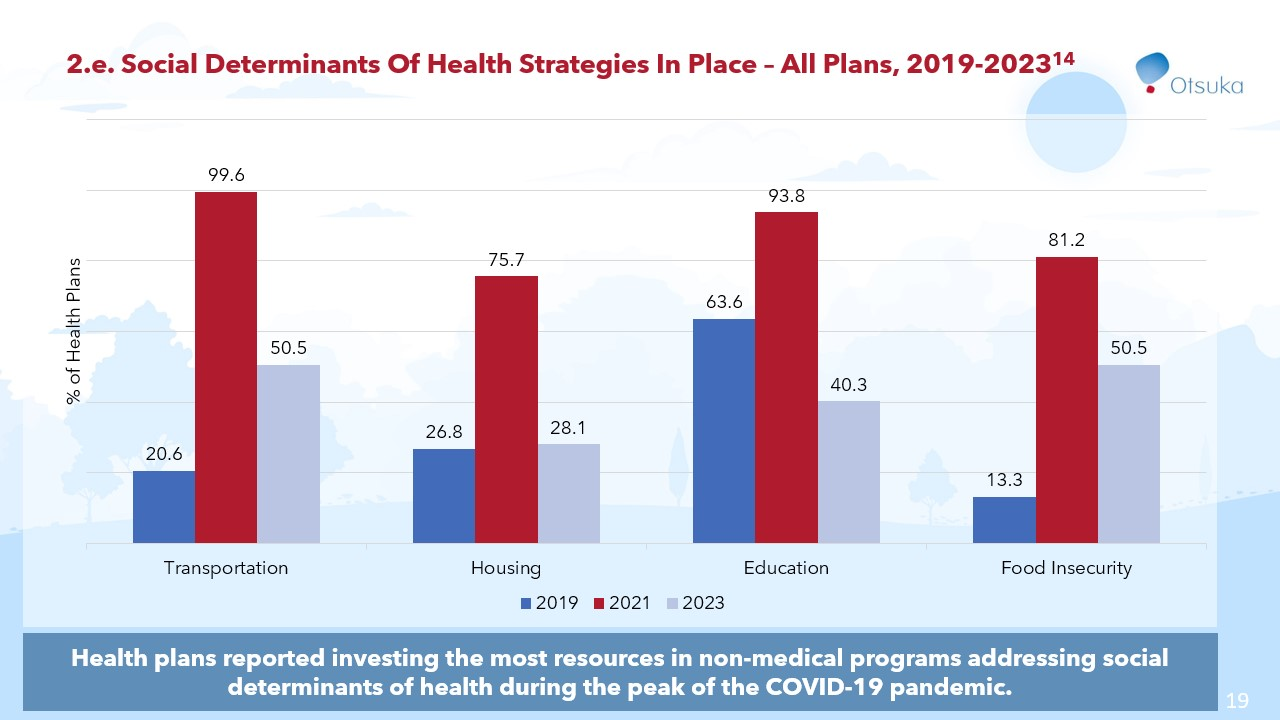 2.e. Social Determinants Of Health Strategies In Place – All Plans, 2019-2023¹⁴
Otsuka
% of Health Plans
99.6
93.8
81.2
75.7
63.6
50.5
50.5
40.3
26.8
28.1
20.6
13.3
Transportation
Housing
Education
Food Insecurity
2019
2021
2023
Health plans reported investing the most resources in non-medical programs addressing social
determinants of health during the peak of the COVID-19 pandemic.
19